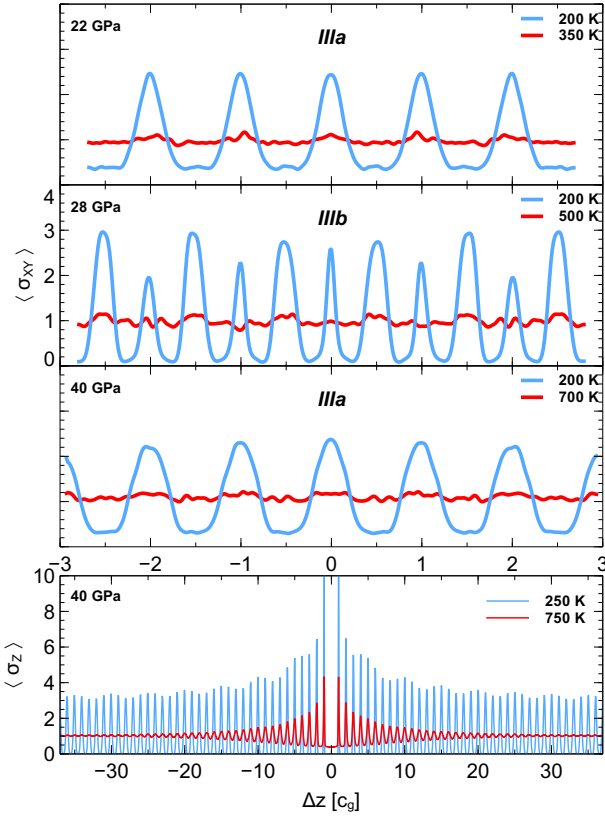 22 GPa
IIIa
200 K
350 K
28 GPa
IIIb
200 K
500 K
4
3
2
1
0
⟨ σXY ⟩
40 GPa
IIIa
200 K
700 K
−3 −2 −1 0 1 2 3
40 GPa
250 K
750 K
10
8
6
4
2
0
⟨ σZ ⟩
−30 −20 −10 0 10 20 30
Δz [cg]